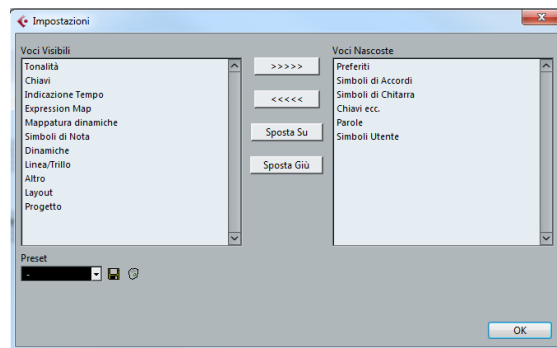 Impostazioni
Voci Visibili
Tonalità
Chiavi
Indicazione Tempo
Expression Map
Mappatura dinamiche
Simboli di Nota
Dinamiche
Linea/Trillo
Altro
Layout
Progetto
>>>>>
<<<<<
Sposta Su
Sposta Giù
Voci Nascoste
Preferiti
Simboli di Accordi
Simboli di Chitarra
Chiavi ecc.
Parole
Simboli Utente
Preset
-
OK